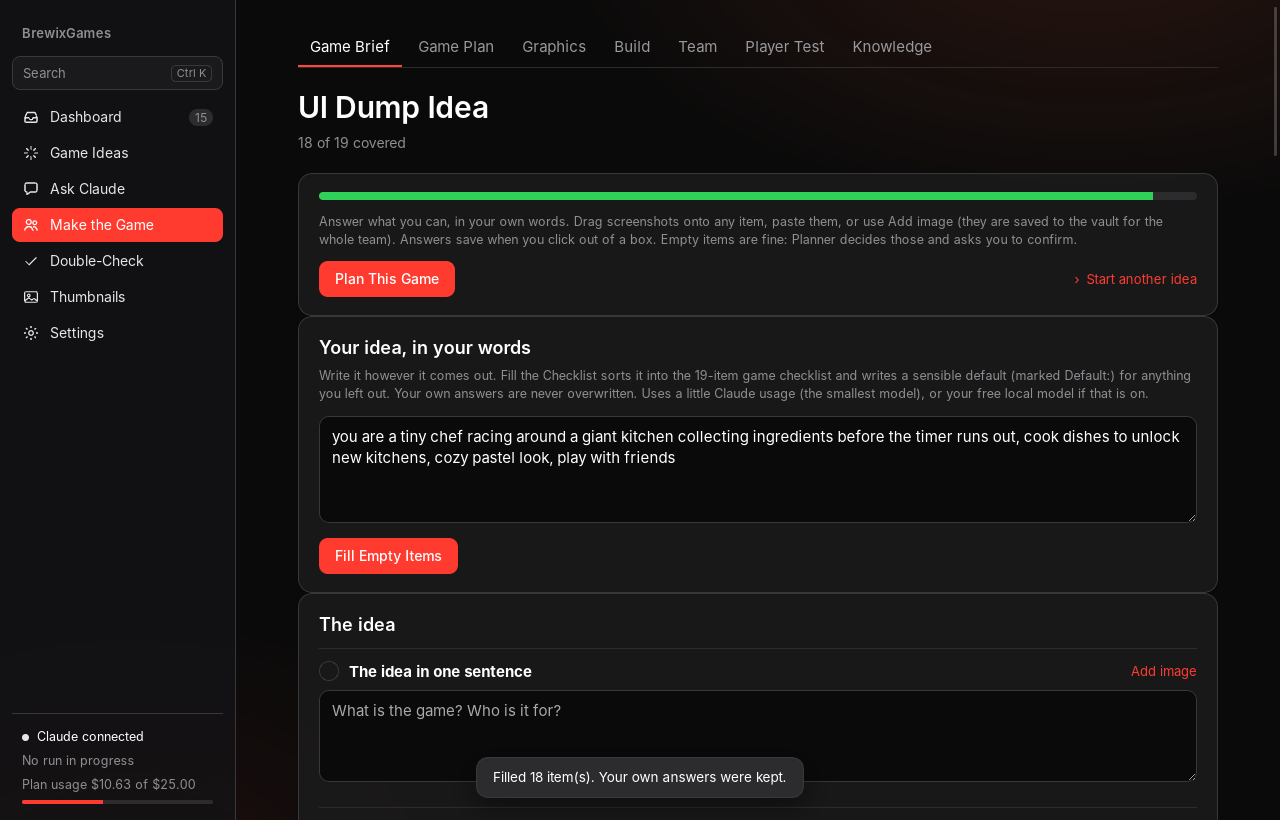 BrewixGames
Search
Ctrl K
Dashboard
15
Game Ideas
Ask Claude
Make the Game
Double-Check
Thumbnails
Settings
Claude connected
No run in progress
Plan usage $10.63 of $25.00
Game Brief
Game Plan
Graphics
Build
Team
Player Test
Knowledge
UI Dump Idea
18 of 19 covered
Answer what you can, in your own words. Drag screenshots onto any item, paste them, or use Add image (they are saved to the vault for the
whole team). Answers save when you click out of a box. Empty items are fine: Planner decides those and asks you to confirm.
Plan This Game
› Start another idea
Your idea, in your words
Write it however it comes out. Fill the Checklist sorts it into the 19-item game checklist and writes a sensible default (marked Default:) for anything
you left out. Your own answers are never overwritten. Uses a little Claude usage (the smallest model), or your free local model if that is on.
you are a tiny chef racing around a giant kitchen collecting ingredients before the timer runs out, cook dishes to unlock
new kitchens, cozy pastel look, play with friends
Fill Empty Items
The idea
The idea in one sentence
Add image
What is the game? Who is it for?
Filled 18 item(s). Your own answers were kept.